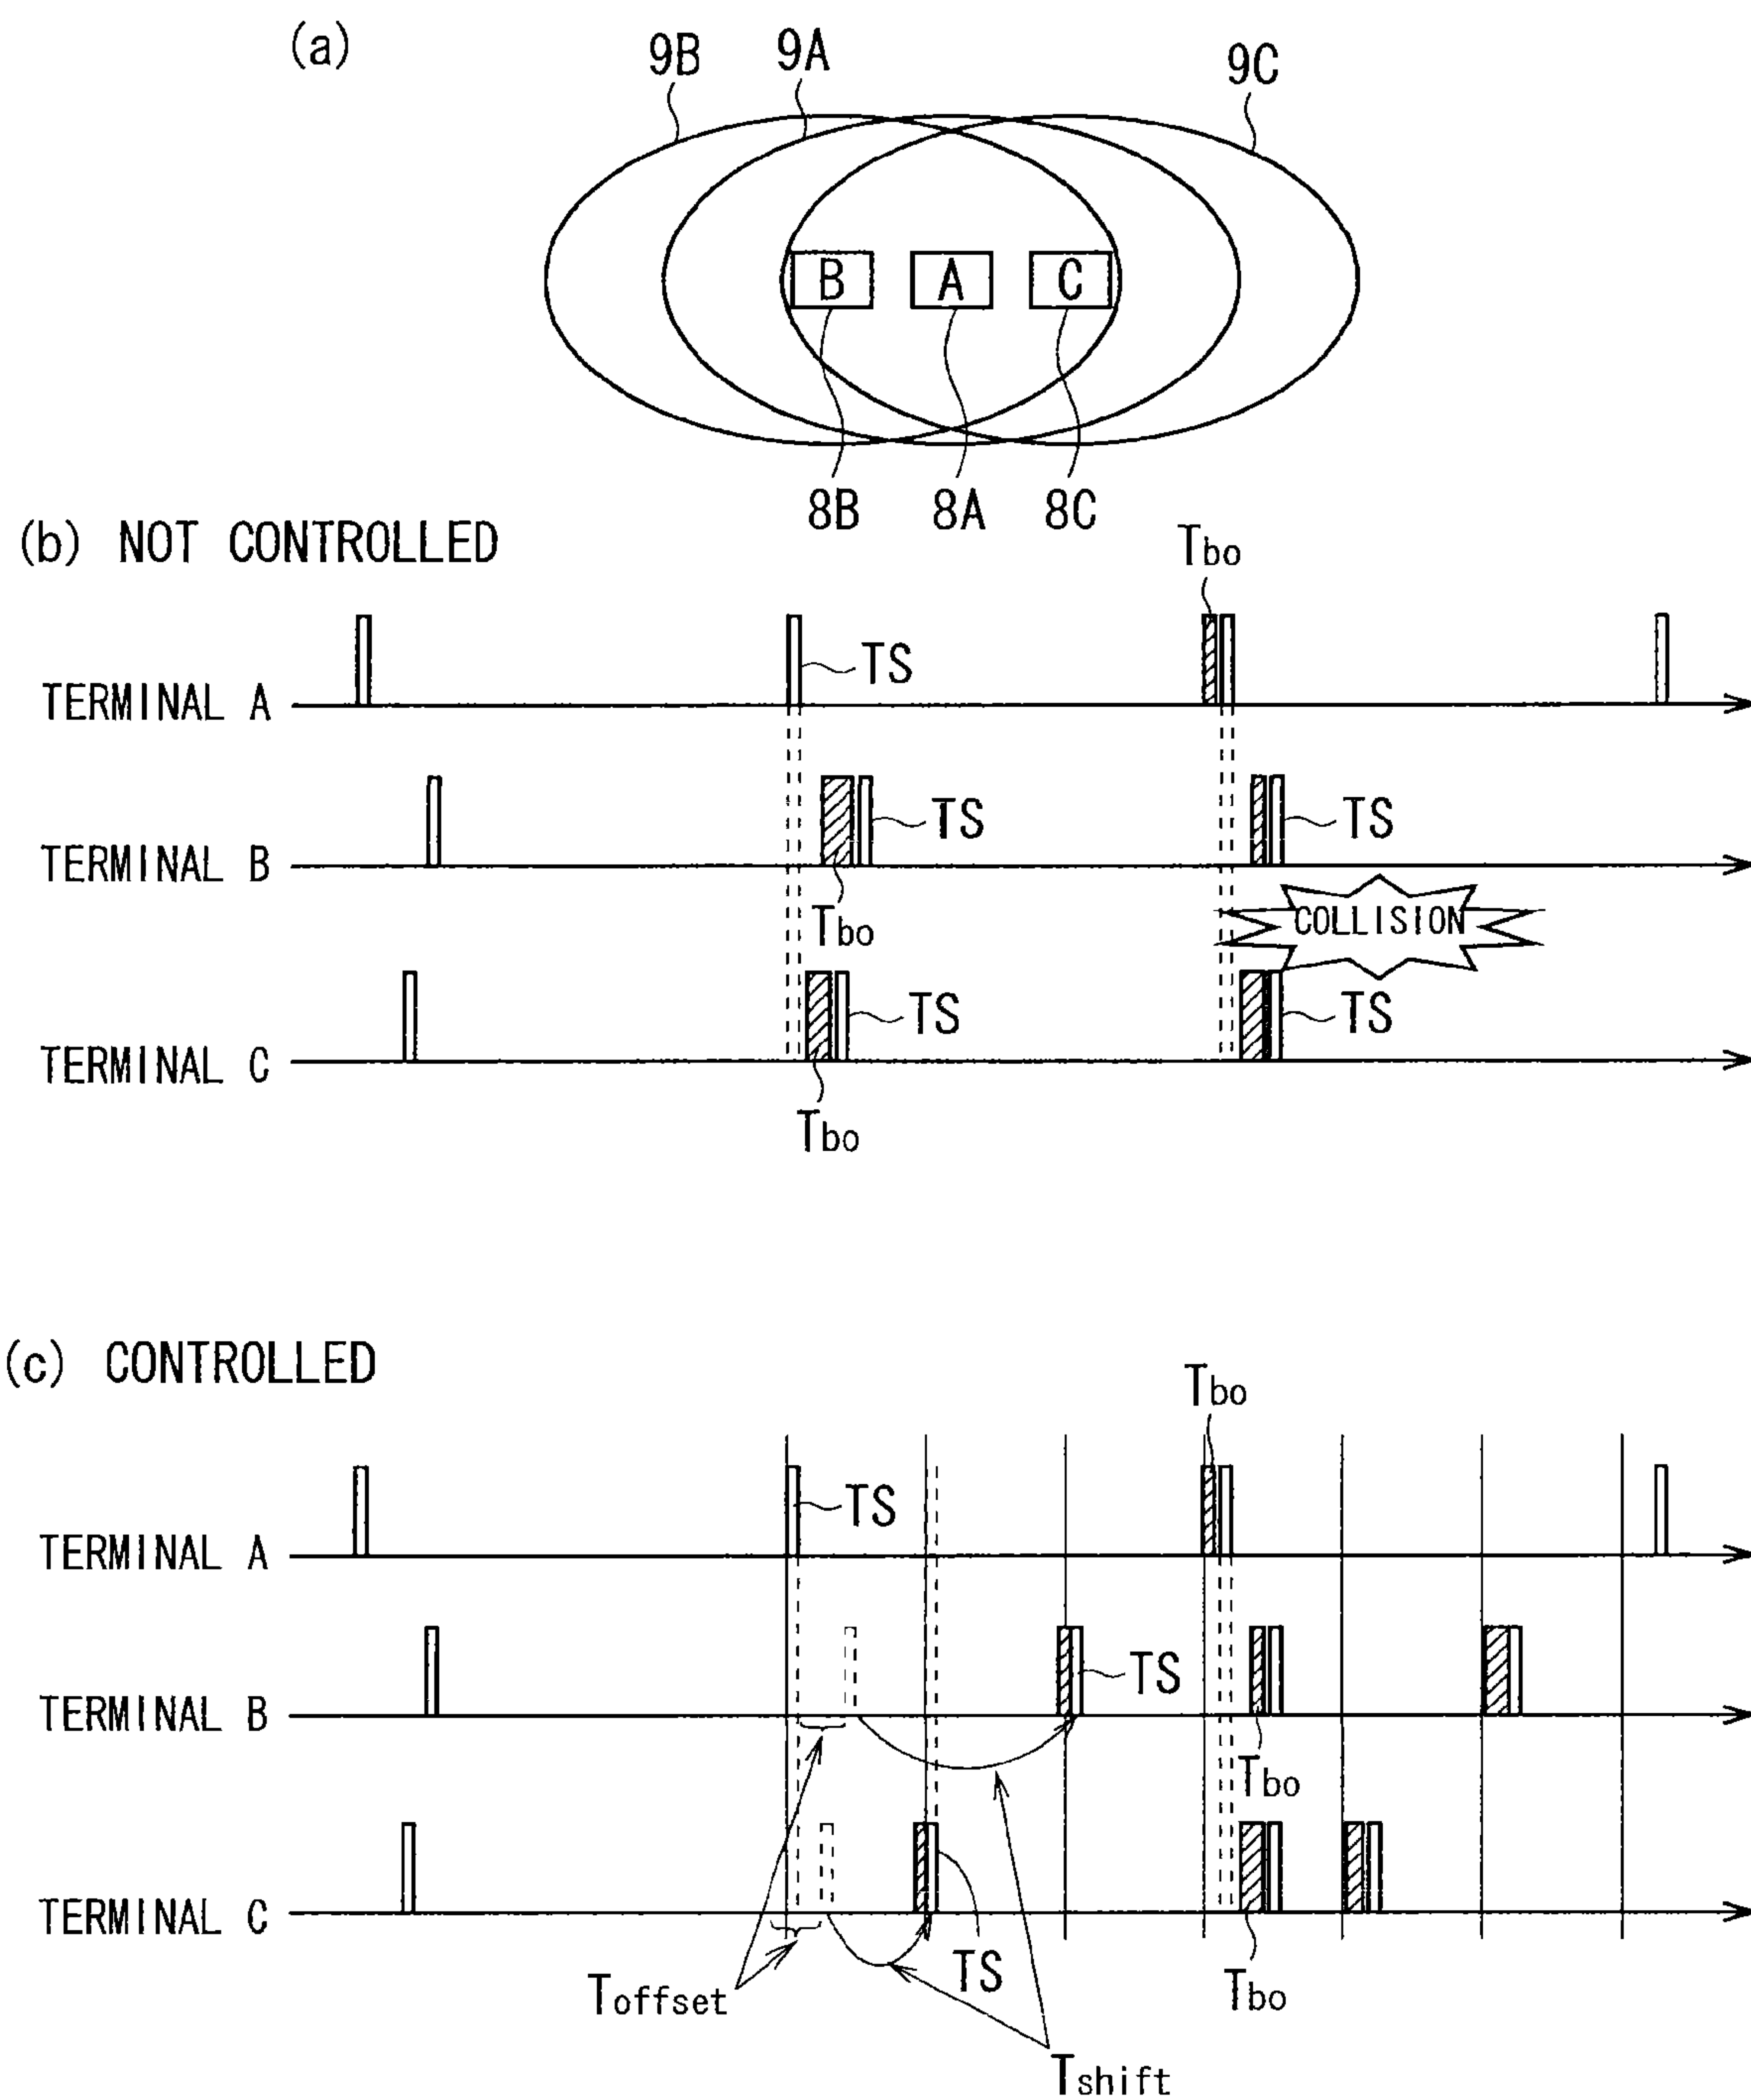 (a)
9B 9A 9C
B A C
8B 8A 8C
(b) NOT CONTROLLED
Tbo
TS
TERMINAL A
TS TS
TERMINAL B
Tbo
COLLISION
TS TS
TERMINAL C
Tbo
(c) CONTROLLED
Tbo
TS
TERMINAL A
TS
TERMINAL B
Tbo
TERMINAL C
TS
Toffset
Tbo
Tshift